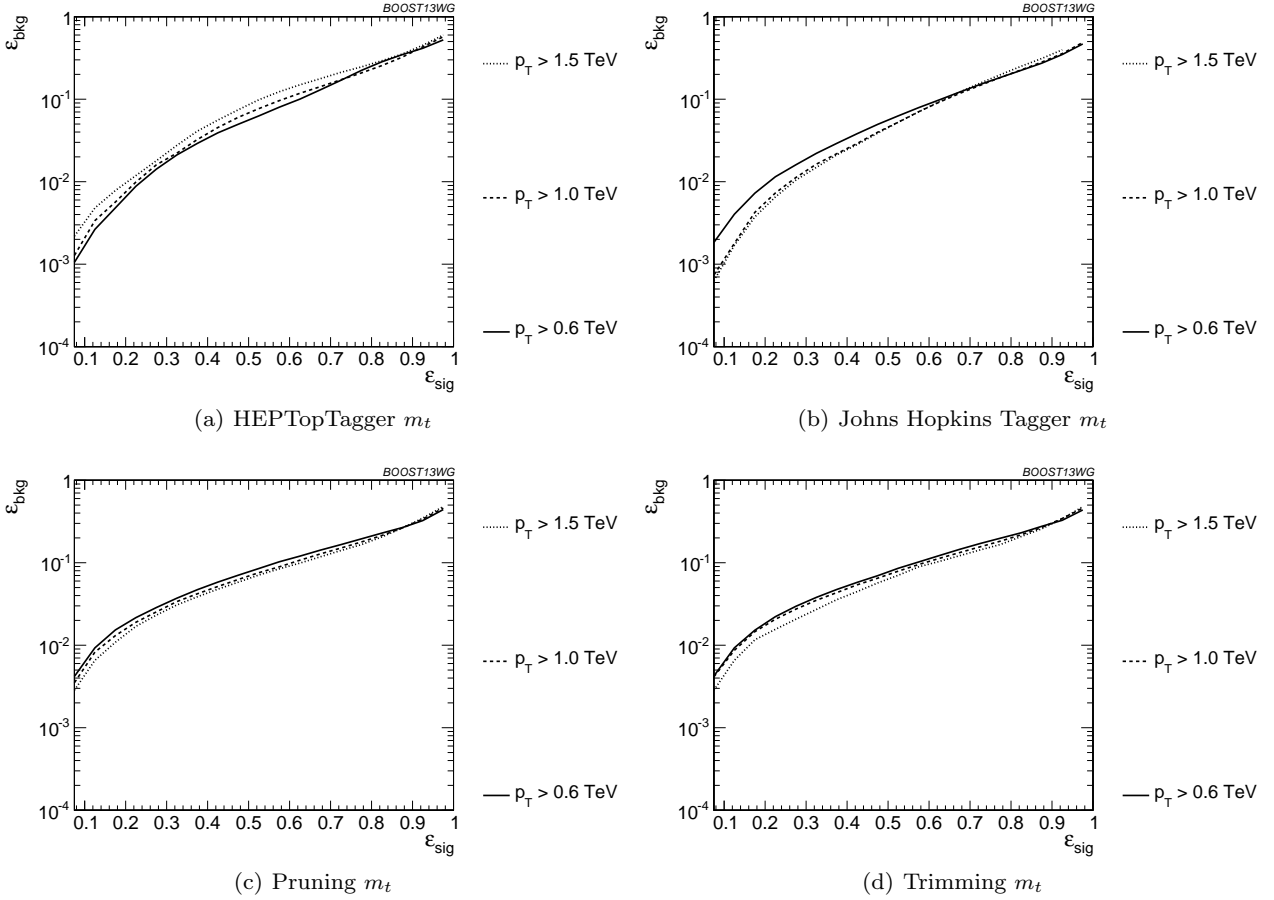 BOOST13WG
ε_bkg
1
10^-1
10^-2
10^-3
10^-4
0.1 0.2 0.3 0.4 0.5 0.6 0.7 0.8 0.9 1
ε_sig
p_T > 1.5 TeV
p_T > 1.0 TeV
p_T > 0.6 TeV
(a) HEPTopTagger m_t
BOOST13WG
ε_bkg
1
10^-1
10^-2
10^-3
10^-4
0.1 0.2 0.3 0.4 0.5 0.6 0.7 0.8 0.9 1
ε_sig
p_T > 1.5 TeV
p_T > 1.0 TeV
p_T > 0.6 TeV
(b) Johns Hopkins Tagger m_t
BOOST13WG
ε_bkg
1
10^-1
10^-2
10^-3
10^-4
0.1 0.2 0.3 0.4 0.5 0.6 0.7 0.8 0.9 1
ε_sig
p_T > 1.5 TeV
p_T > 1.0 TeV
p_T > 0.6 TeV
(c) Pruning m_t
BOOST13WG
ε_bkg
1
10^-1
10^-2
10^-3
10^-4
0.1 0.2 0.3 0.4 0.5 0.6 0.7 0.8 0.9 1
ε_sig
p_T > 1.5 TeV
p_T > 1.0 TeV
p_T > 0.6 TeV
(d) Trimming m_t